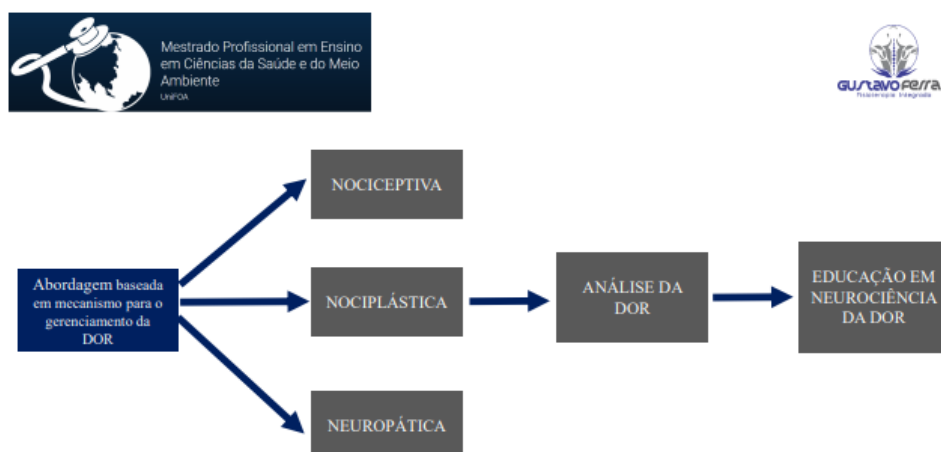 Mestrado Profissional em Ensino
em Ciências da Saúde e do Meio
Ambiente
UniFOA
GUSTAVO FERRA
Fisioterapia Integrada
NOCICEPTIVA
Abordagem baseada
em mecanismo para o
gerenciamento da
DOR
NOCIPLÁSTICA
ANÁLISE DA
DOR
EDUCAÇÃO EM
NEUROCIÊNCIA
DA DOR
NEUROPÁTICA